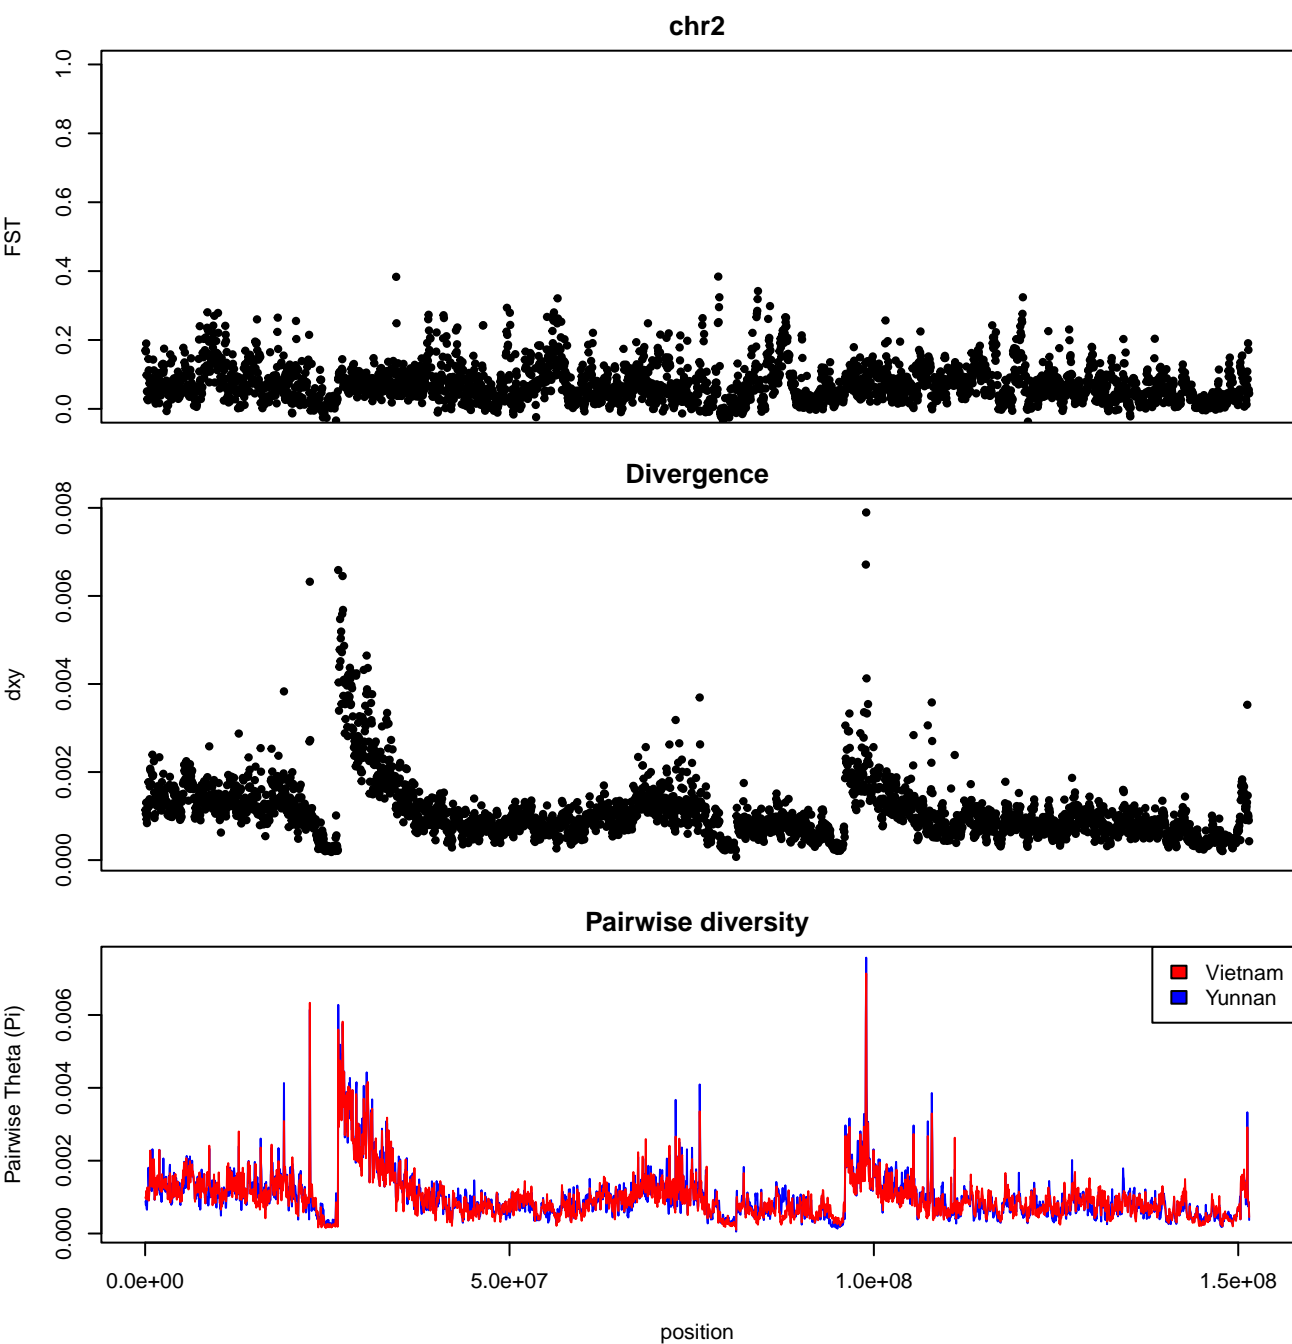 chr2
FST
0.0
0.2
0.4
0.6
0.8
1.0
Divergence
dxy
0.000
0.002
0.004
0.006
0.008
Pairwise diversity
Pairwise Theta (Pi)
0.000
0.002
0.004
0.006
Vietnam
Yunnan
0.0e+00 5.0e+07 1.0e+08 1.5e+08
position